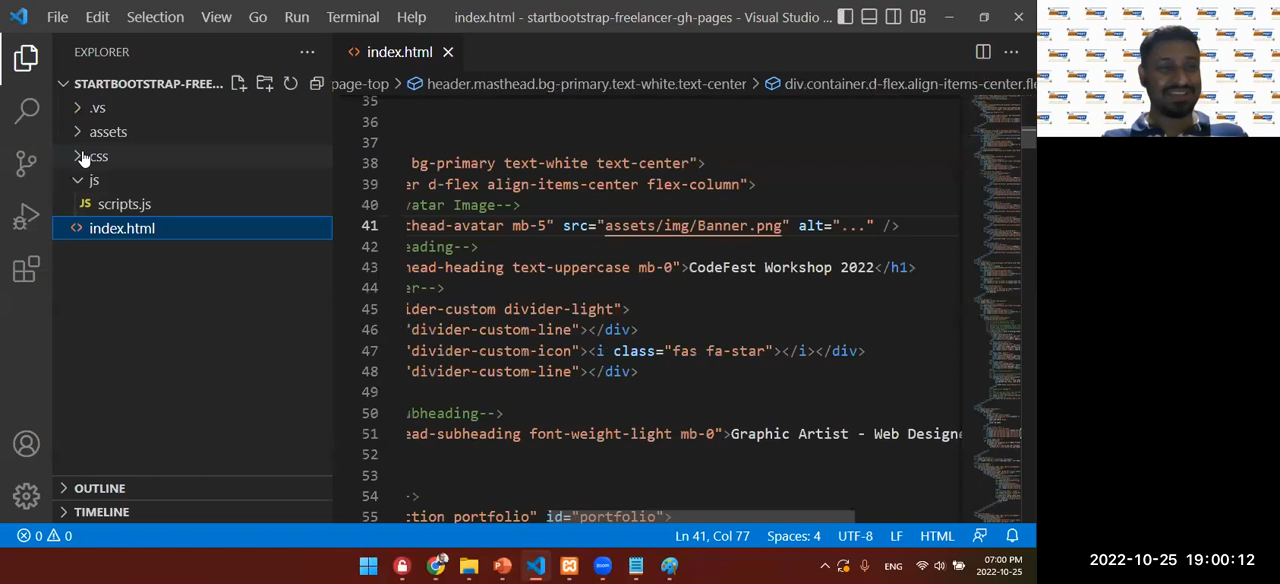 File Edit Selection View Go Run Terminal Help index.html - startbootstrap-freelancer-gh-pages - Visual Studio ...
EXPLORER
index.html
STARTBOOTSTRAP-FREE...
page-top > header.masthead.bg-primary.text-white.text-center > div.container.d-flex.align-items-center.fle
.vs
assets
css
js
JS scripts.js
index.html
35
36
37
38 bg-primary text-white text-center">
39 er d-flex align-items-center flex-column">
40 vatar Image-->
41 thead-avatar mb-5" src="assets/img/Banner.png" alt="..." />
42 eading-->
43 head-heading text-uppercase mb-0">CodeFest Workshop 2022</h1>
44 er-->
45 ider-custom divider-light">
46 "divider-custom-line"></div>
47 "divider-custom-icon"><i class="fas fa-star"></i></div>
48 "divider-custom-line"></div>
49
50 ubheading-->
51 ead-subheading font-weight-light mb-0">Graphic Artist - Web Designe
52
53
54 -->
55 ction portfolio" id="portfolio">
OUTLINE
TIMELINE
0 0
Ln 41, Col 77 Spaces: 4 UTF-8 LF HTML
zoom
ENG
07:00 PM
2022-10-25
2022-10-25 19:00:12